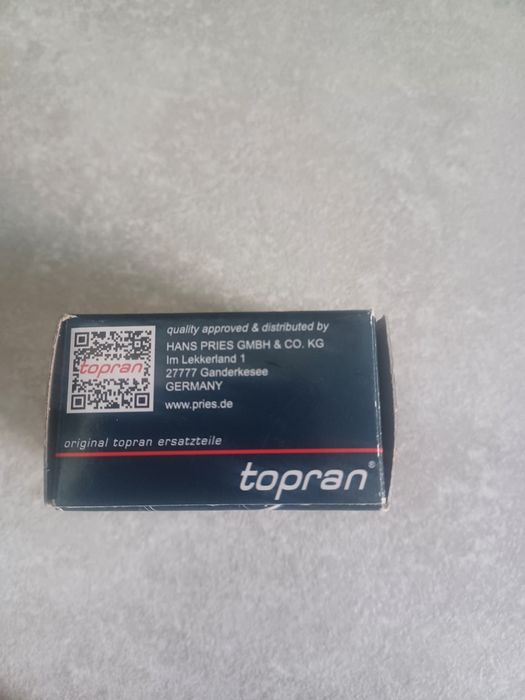 quality approved & distributed by
HANS PRIES GMBH & CO. KG
Im Lekkerland 1
27777 Ganderkesee
GERMANY
www.pries.de
topran
original topran ersatzteile
topran®